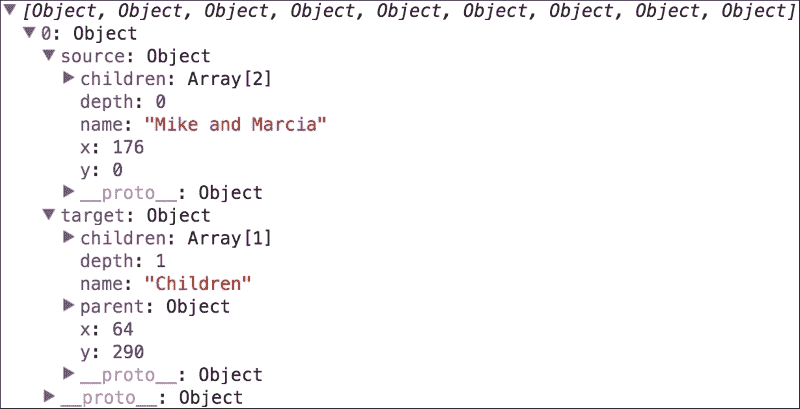 [Object, Object, Object, Object, Object, Object, Object, Object, Object]
0: Object
source: Object
children: Array[2]
depth: 0
name: "Mike and Marcia"
x: 176
y: 0
__proto__: Object
target: Object
children: Array[1]
depth: 1
name: "Children"
parent: Object
x: 64
y: 290
__proto__: Object
__proto__: Object